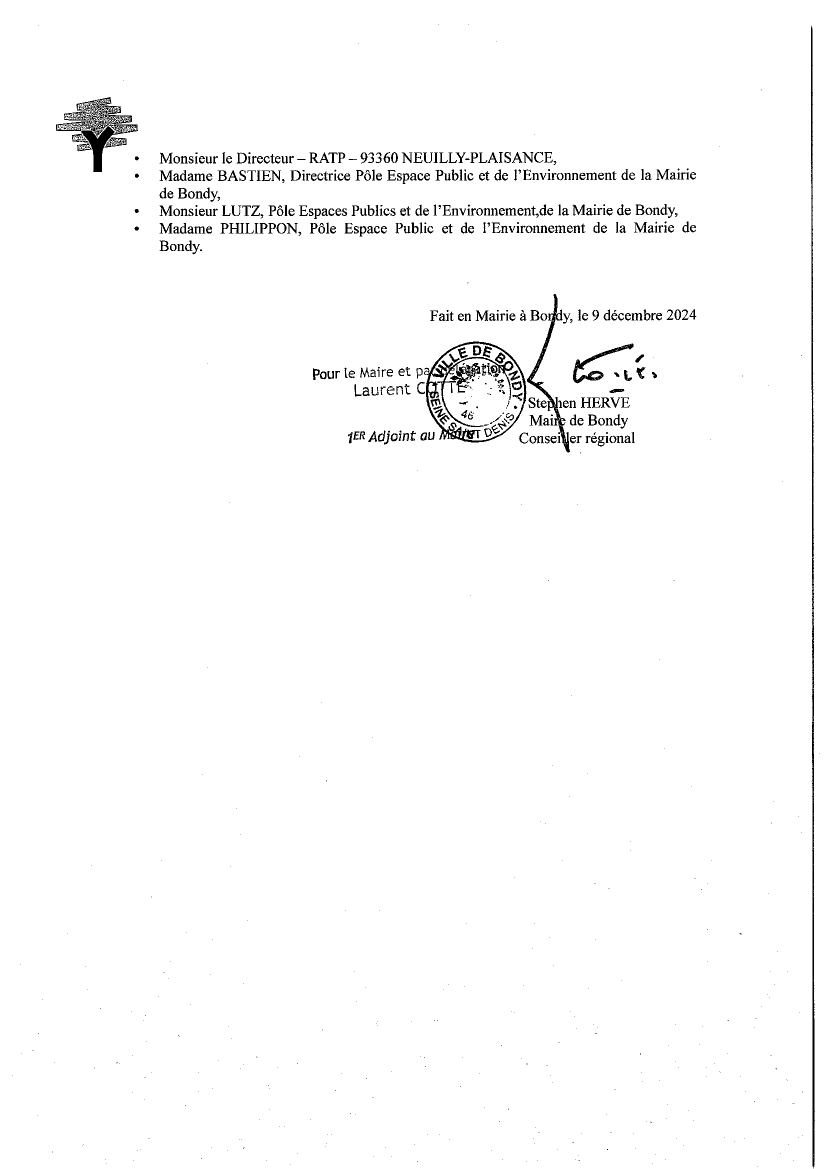 • Monsieur le Directeur – RATP – 93360 NEUILLY-PLAISANCE,
• Madame BASTIEN, Directrice Pôle Espace Public et de l'Environnement de la Mairie
de Bondy,
• Monsieur LUTZ, Pôle Espaces Publics et de l'Environnement,de la Mairie de Bondy,
• Madame PHILIPPON, Pôle Espace Public et de l'Environnement de la Mairie de
Bondy.
Fait en Mairie à Bondy, le 9 décembre 2024
Pour le Maire et par délégation
Laurent
1ER Adjoint au Maire
VILLE DE BONDY
SEINE SAINT DENIS
46
Stephen HERVE
Maire de Bondy
Conseiller régional